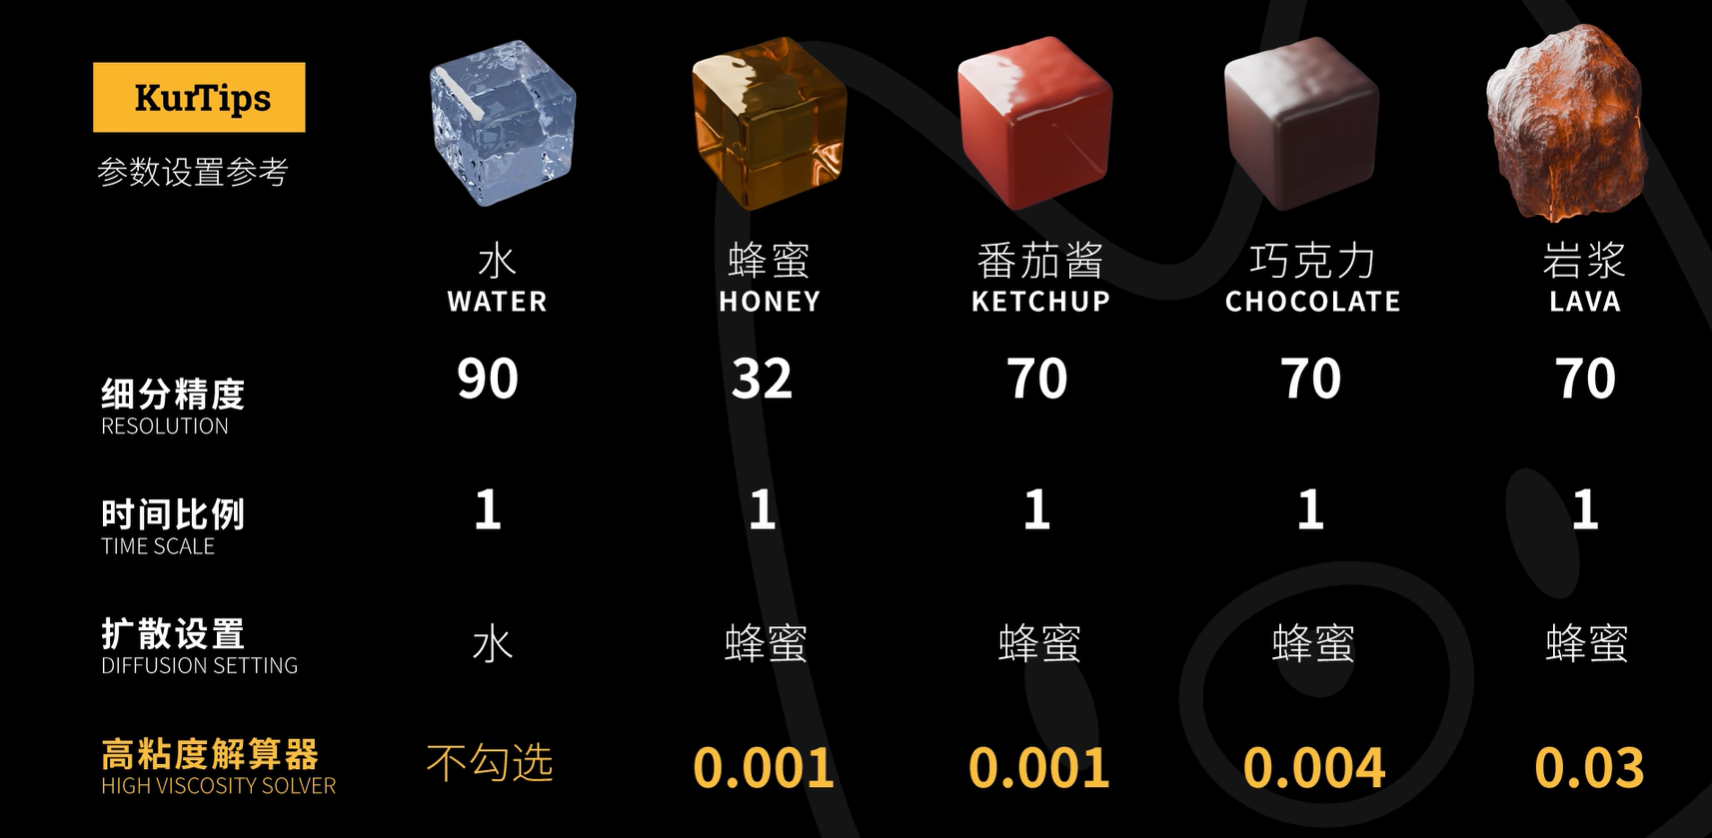 KurTips
参数设置参考
水
WATER
蜂蜜
HONEY
番茄酱
KETCHUP
巧克力
CHOCOLATE
岩浆
LAVA
细分精度
RESOLUTION
90 32 70 70 70
时间比例
TIME SCALE
1 1 1 1 1
扩散设置
DIFFUSION SETTING
水 蜂蜜 蜂蜜 蜂蜜 蜂蜜
高粘度解算器
HIGH VISCOSITY SOLVER
不勾选 0.001 0.001 0.004 0.03